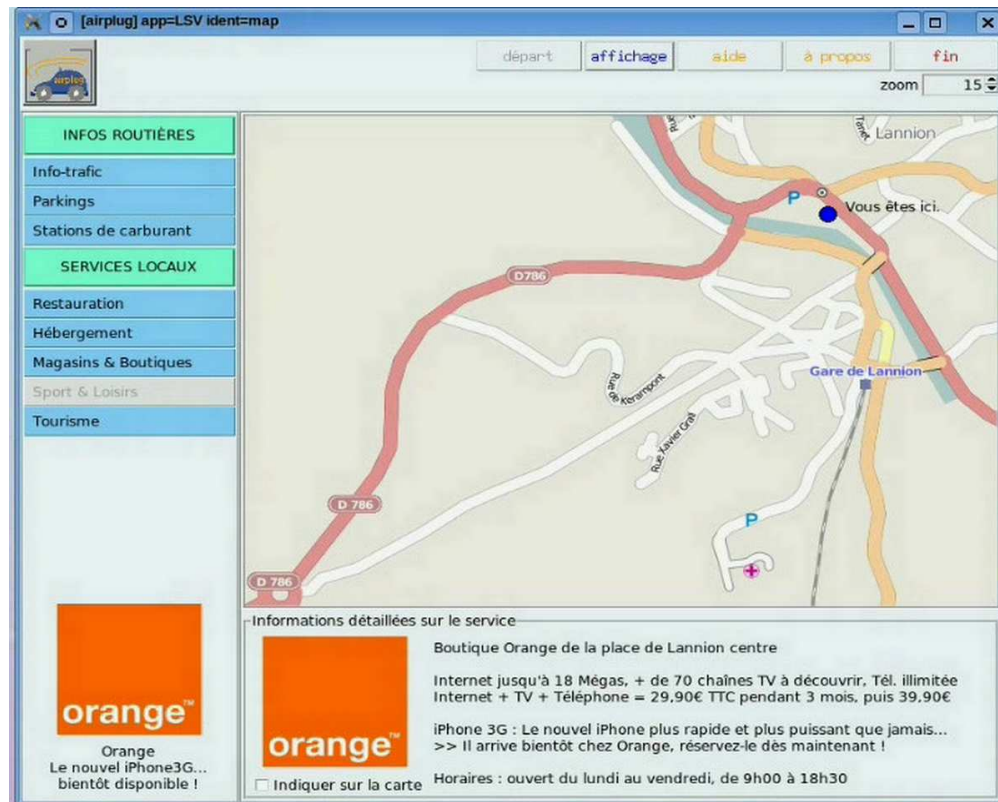 [airplug] app=LSV ident=map
airplug
départ
affichage
aide
à propos
fin
zoom 15
INFOS ROUTIÈRES
Info-trafic
Parkings
Stations de carburant
SERVICES LOCAUX
Restauration
Hébergement
Magasins & Boutiques
Sport & Loisirs
Tourisme
Lannion
P
Vous êtes ici.
D786
Gare de Lannion
Rue de Kerampont
Rue Xavier Grall
D 786
P
D 786
orange™
Orange
Le nouvel iPhone3G...
bientôt disponible !
Informations détaillées sur le service
orange™
Indiquer sur la carte
Boutique Orange de la place de Lannion centre
Internet jusqu'à 18 Mégas, + de 70 chaînes TV à découvrir, Tél. illimitée
Internet + TV + Téléphone = 29,90€ TTC pendant 3 mois, puis 39,90€
iPhone 3G : Le nouvel iPhone plus rapide et plus puissant que jamais...
>> Il arrive bientôt chez Orange, réservez-le dès maintenant !
Horaires : ouvert du lundi au vendredi, de 9h00 à 18h30